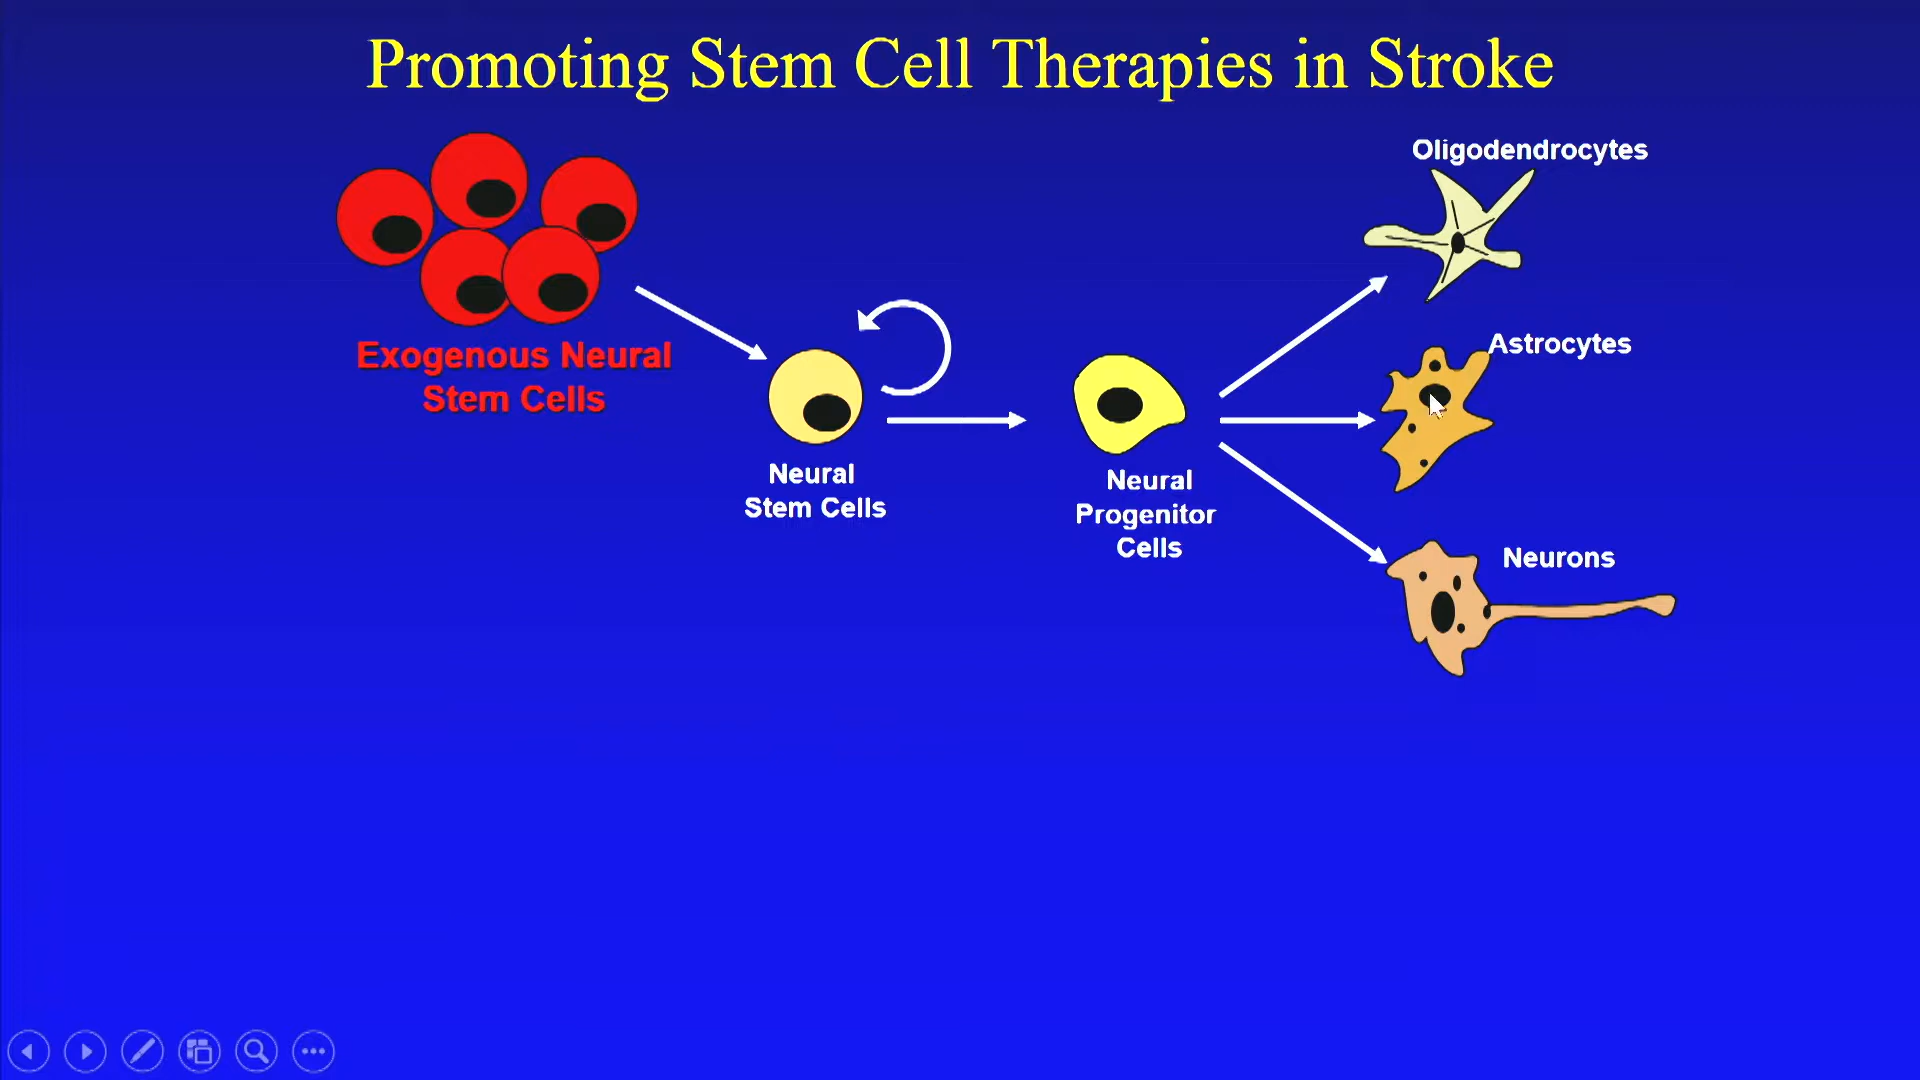 Promoting Stem Cell Therapies in Stroke
Exogenous Neural
Stem Cells
Neural
Stem Cells
Neural
Progenitor
Cells
Oligodendrocytes
Astrocytes
Neurons